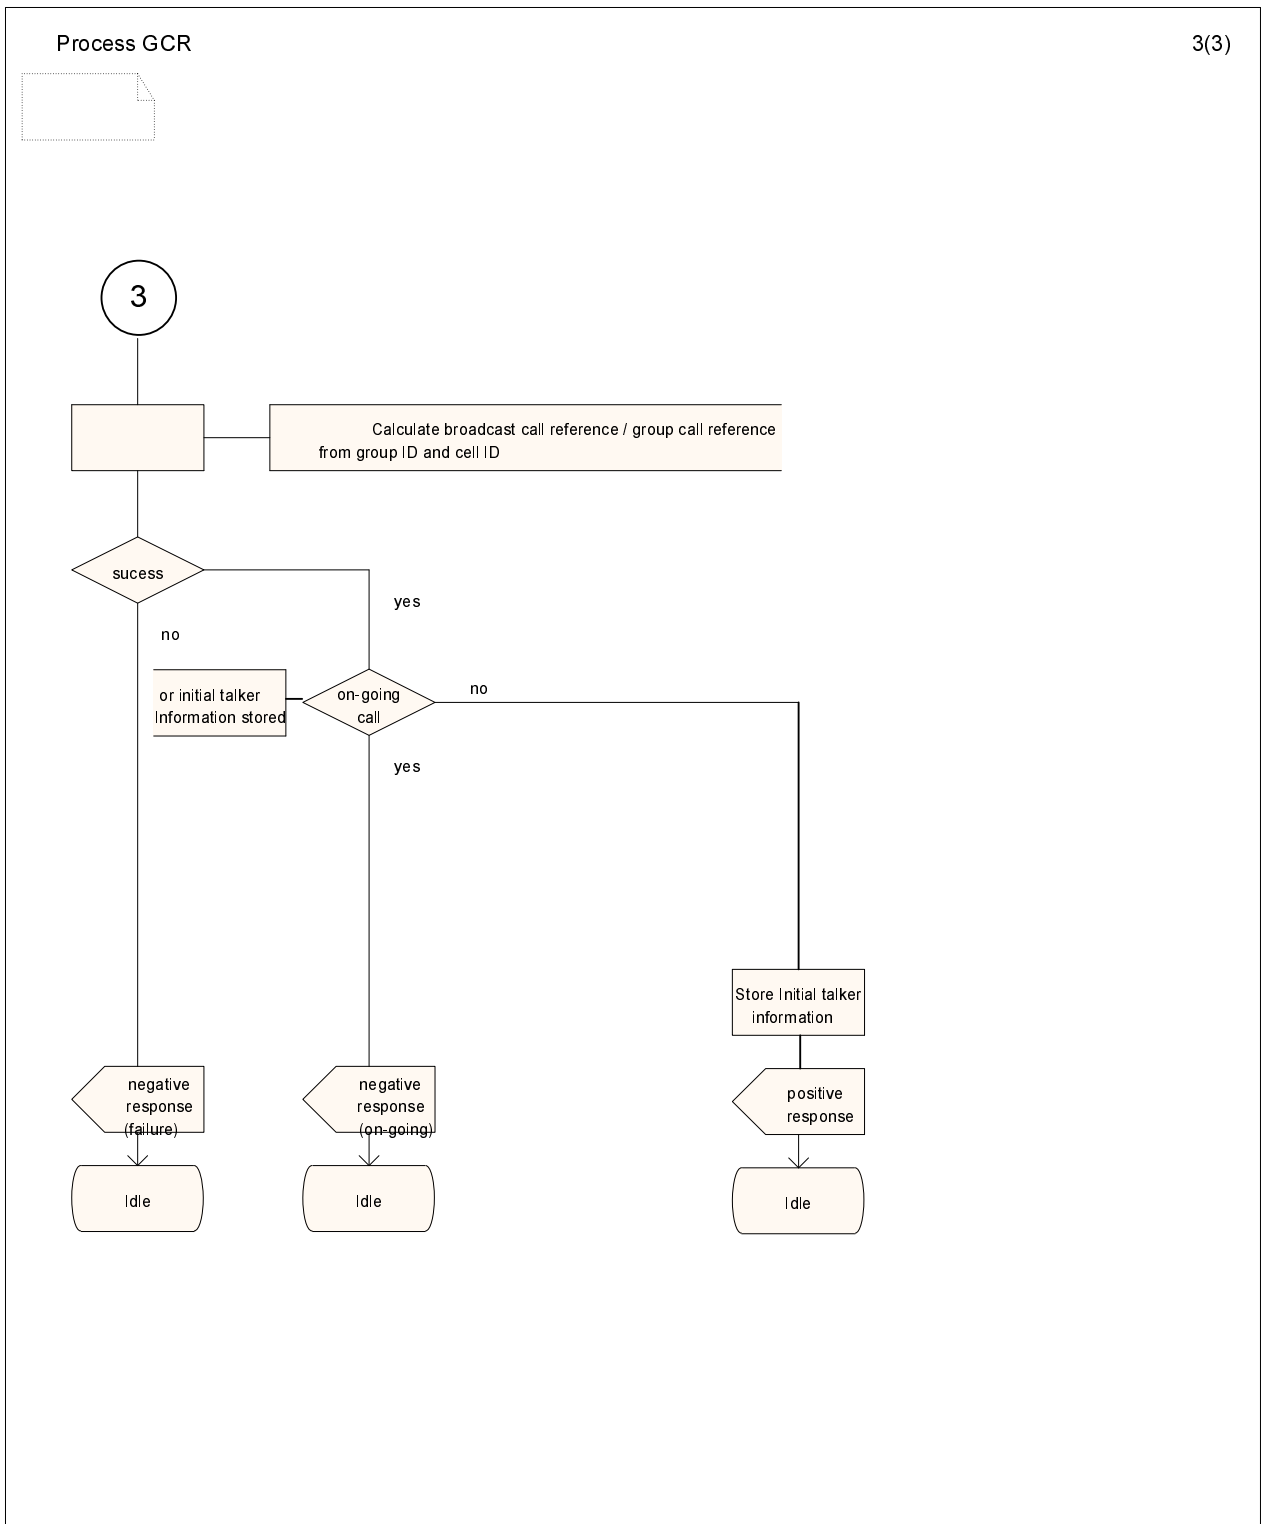 Process GCR
3(3)
3
Calculate broadcast call reference / group call reference
from group ID and cell ID
sucess
yes
no
or initial talker
Information stored
on-going
call
no
yes
Store Initial talker
information
negative
response
(failure)
negative
response
(on-going)
positive
response
Idle
Idle
Idle